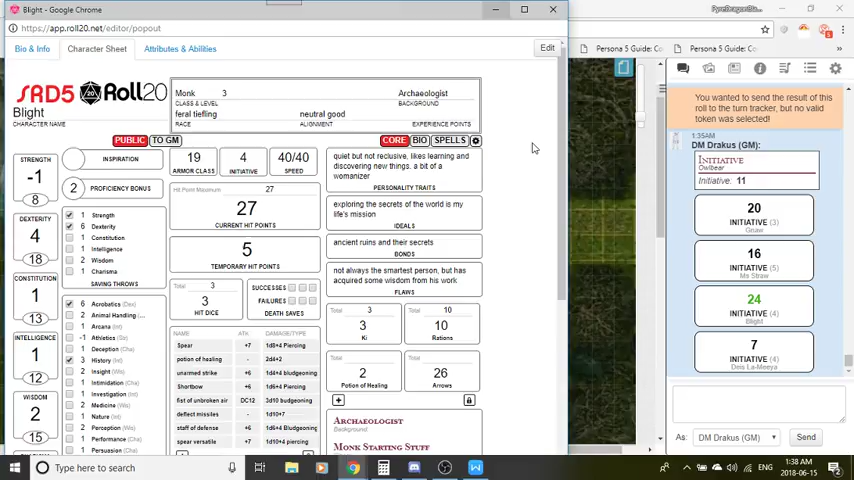 Blight - Google Chrome
https://app.roll20.net/editor/popout
Bio & Info
Character Sheet
Attributes & Abilities
Edit
SRD5 Roll20
Blight
CHARACTER NAME
Monk 3
Archaeologist
CLASS & LEVEL
BACKGROUND
feral tiefling
neutral good
RACE
ALIGNMENT
EXPERIENCE POINTS
PUBLIC TO GM
CORE BIO SPELLS
STRENGTH
-1
8
DEXTERITY
4
18
CONSTITUTION
1
13
INTELLIGENCE
1
12
WISDOM
2
15
INSPIRATION
2 PROFICIENCY BONUS
1 Strength
6 Dexterity
1 Constitution
1 Intelligence
2 Wisdom
1 Charisma
SAVING THROWS
6 Acrobatics (Dex)
2 Animal Handling (...
1 Arcana (Int)
-1 Athletics (Str)
1 Deception (Cha)
3 History (Int)
2 Insight (Wis)
1 Intimidation (Cha)
1 Investigation (Int)
2 Medicine (Wis)
1 Nature (Int)
2 Perception (Wis)
1 Performance (Cha)
1 Persuasion (Cha)
19
ARMOR CLASS
4
INITIATIVE
40/40
SPEED
Hit Point Maximum 27
27
CURRENT HIT POINTS
5
TEMPORARY HIT POINTS
Total 3
3
HIT DICE
SUCCESSES
FAILURES
DEATH SAVES
NAME ATK DAMAGE/TYPE
Spear +7 1d8+4 Piercing
potion of healing - 2d4+2
unarmed strike +6 1d4+4 bludgeoning
Shortbow +6 1d6+4 Piercing
fist of unbroken air DC12 3d10 bludgeoning
deflect missiles - 1d10+7
staff of defense +6 1d6+4 Bludgeoning
spear versatile +7 1d10+4 piercing
quiet but not reclusive, likes learning and
discovering new things. a bit of a
womanizer
PERSONALITY TRAITS
exploring the secrets of the world is my
life's mission
IDEALS
ancient ruins and their secrets
BONDS
not always the smartest person, but has
acquired some wisdom from his work
FLAWS
Total 3
3
Ki
Total 10
10
Rations
Total
2
Potion of Healing
Total
26
Arrows
ARCHAEOLOGIST
Background
MONK STARTING STUFF
Persona 5 Guide: Co
Persona 5 Guide: Co
You wanted to send the result of this
roll to the turn tracker, but no valid
token was selected!
1:35AM
DM Drakus (GM):
INITIATIVE
Owlbear
Initiative: 11
20
INITIATIVE (3)
Gnaw
16
INITIATIVE (5)
Ms Straw
24
INITIATIVE (4)
Blight
7
INITIATIVE (4)
As: DM Drakus (GM)
Send
Type here to search
ENG
1:38 AM
2018-06-15
2